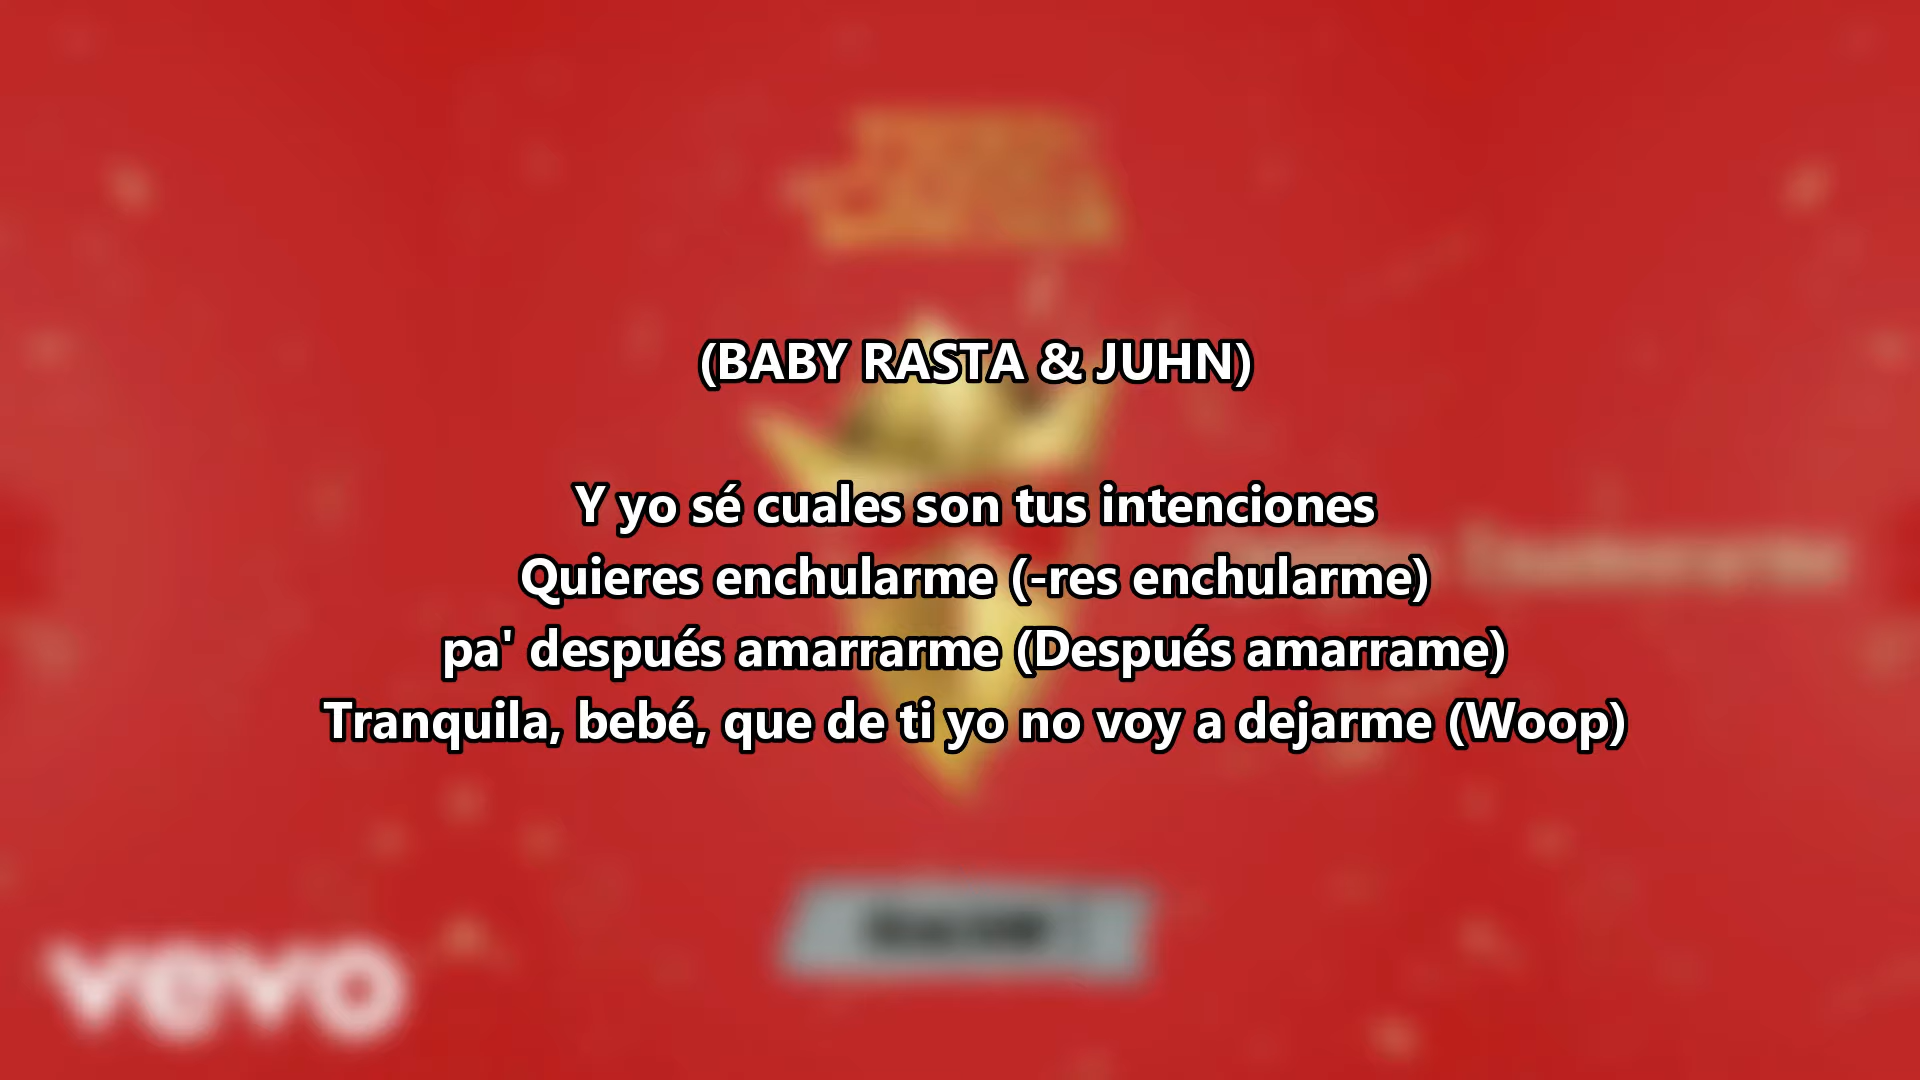 (BABY RASTA & JUHN)
Y yo sé cuales son tus intenciones
Quieres enchularme (-res enchularme)
pa' después amarrarme (Después amarrame)
Tranquila, bebé, que de ti yo no voy a dejarme (Woop)
vevo